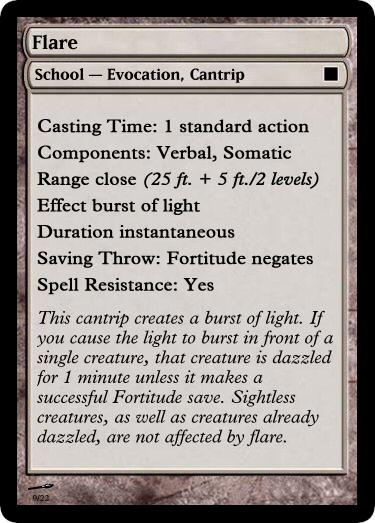 Flare
School — Evocation, Cantrip
Casting Time: 1 standard action
Components: Verbal, Somatic
Range close (25 ft. + 5 ft./2 levels)
Effect burst of light
Duration instantaneous
Saving Throw: Fortitude negates
Spell Resistance: Yes
This cantrip creates a burst of light. If
you cause the light to burst in front of a
single creature, that creature is dazzled
for 1 minute unless it makes a
successful Fortitude save. Sightless
creatures, as well as creatures already
dazzled, are not affected by flare.
9/22